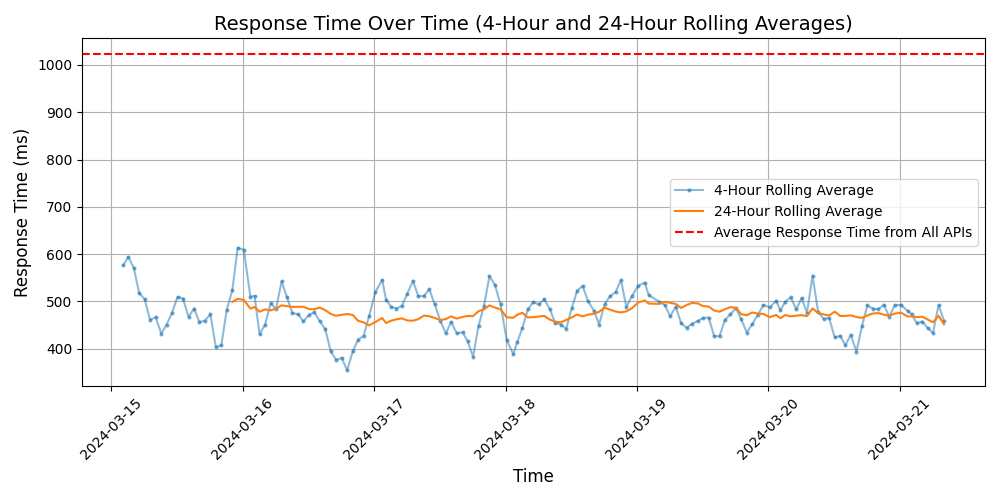 Response Time Over Time (4-Hour and 24-Hour Rolling Averages)
Response Time (ms)
1000
900
800
700
600
500
400
4-Hour Rolling Average
24-Hour Rolling Average
Average Response Time from All APIs
2024-03-15
2024-03-16
2024-03-17
2024-03-18
2024-03-19
2024-03-20
2024-03-21
Time